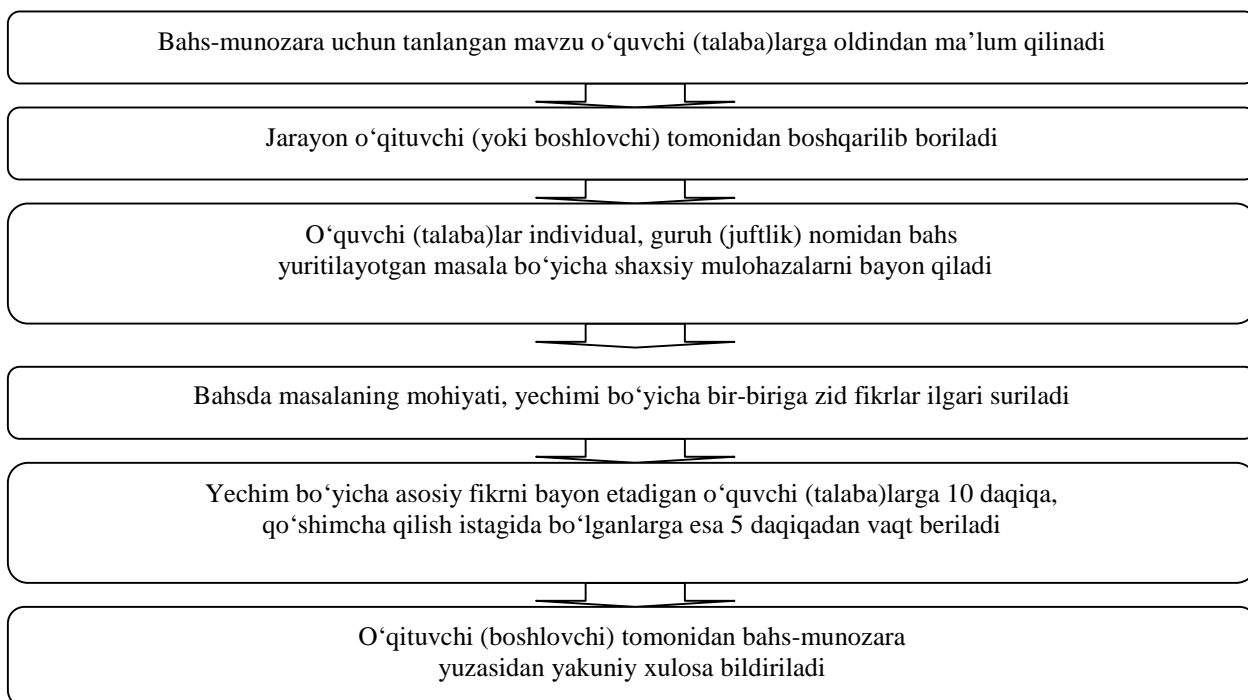 Bahs-munozara uchun tanlangan mavzu o‘quvchi (talaba)larga oldindan ma’lum qilinadi
Jarayon o‘qituvchi (yoki boshlovchi) tomonidan boshqarilib boriladi
O‘quvchi (talaba)lar individual, guruh (juftlik) nomidan bahs
yuritilayotgan masala bo‘yicha shaxsiy mulohazalarni bayon qiladi
Bahsda masalaning mohiyati, yechimi bo‘yicha bir-biriga zid fikrlar ilgari suriladi
Yechim bo‘yicha asosiy fikrni bayon etadigan o‘quvchi (talaba)larga 10 daqiqa,
qo‘shimcha qilish istagida bo‘lganlarga esa 5 daqiqadan vaqt beriladi
O‘qituvchi (boshlovchi) tomonidan bahs-munozara
yuzasidan yakuniy xulosa bildiriladi